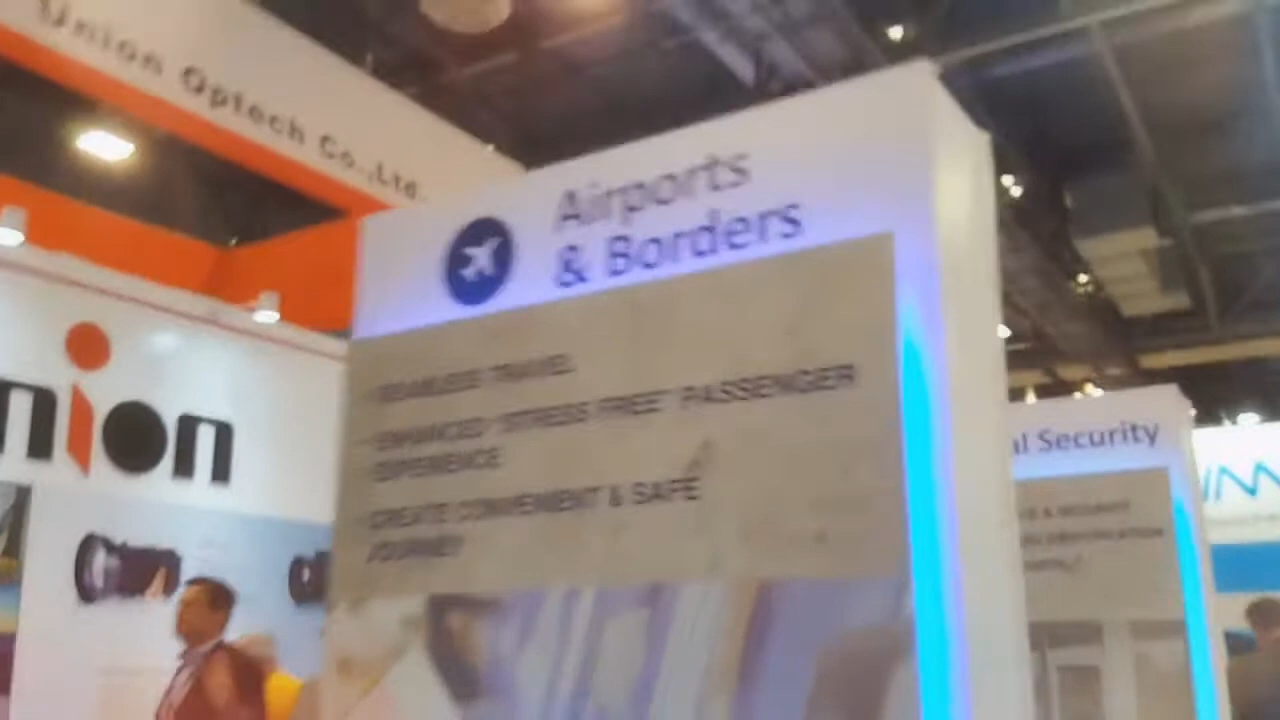 Union Optech Co.,Ltd.
Airports
& Borders
SEAMLESS TRAVEL
ENHANCED 'STRESS FREE' PASSENGER
EXPERIENCE
CREATE CONVENIENT & SAFE
JOURNEY
nion
al Security
& SECURITY